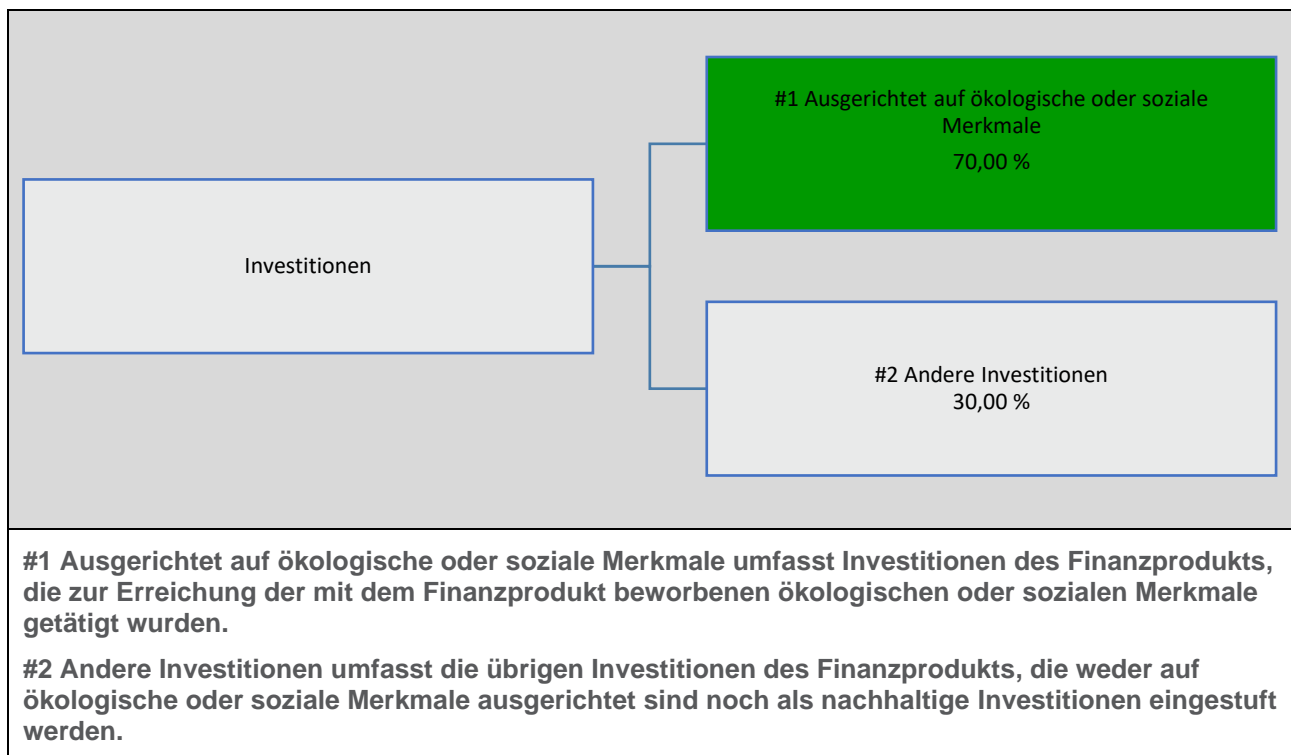 #1 Ausgerichtet auf ökologische oder soziale
Merkmale
70,00 %
Investitionen
#2 Andere Investitionen
30,00 %
#1 Ausgerichtet auf ökologische oder soziale Merkmale umfasst Investitionen des Finanzprodukts,
die zur Erreichung der mit dem Finanzprodukt beworbenen ökologischen oder sozialen Merkmale
getätigt wurden.
#2 Andere Investitionen umfasst die übrigen Investitionen des Finanzprodukts, die weder auf
ökologische oder soziale Merkmale ausgerichtet sind noch als nachhaltige Investitionen eingestuft
werden.